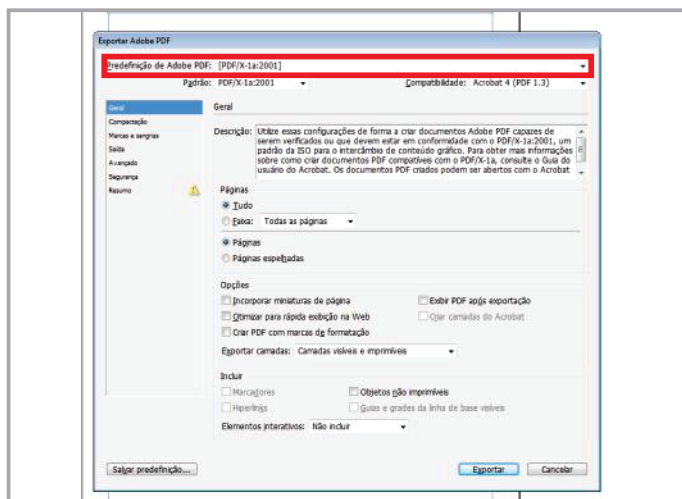 Exportar Adobe PDF
Predefinição de Adobe PDF: [PDF/X-1a:2001]
Padrão: PDF/X-1a:2001 Compatibilidade: Acrobat 4 (PDF 1.3)
Geral
Compactação
Marcas e sangrias
Saída
Avançado
Segurança
Resumo
Geral
Descrição: Utilize essas configurações de forma a criar documentos Adobe PDF capazes de
serem verificados ou que devem estar em conformidade com o PDF/X-1a:2001, um
padrão da ISO para o intercâmbio de conteúdo gráfico. Para obter mais informações
sobre como criar documentos PDF compatíveis com o PDF/X-1a, consulte o Guia do
usuário do Acrobat. Os documentos PDF criados podem ser abertos com o Acrobat
Páginas
Tudo
Faixa: Todas as páginas
Páginas
Páginas espelhadas
Opções
Incorporar miniaturas de página Exibir PDF após exportação
Otimizar para rápida exibição na Web Criar camadas do Acrobat
Criar PDF com marcas de formatação
Exportar camadas: Camadas visíveis e imprimíveis
Incluir
Marcadores Objetos não imprimíveis
Hiperlinks Guias e grades da linha de base visíveis
Elementos interativos: Não incluir
Salvar predefinição... Exportar Cancelar